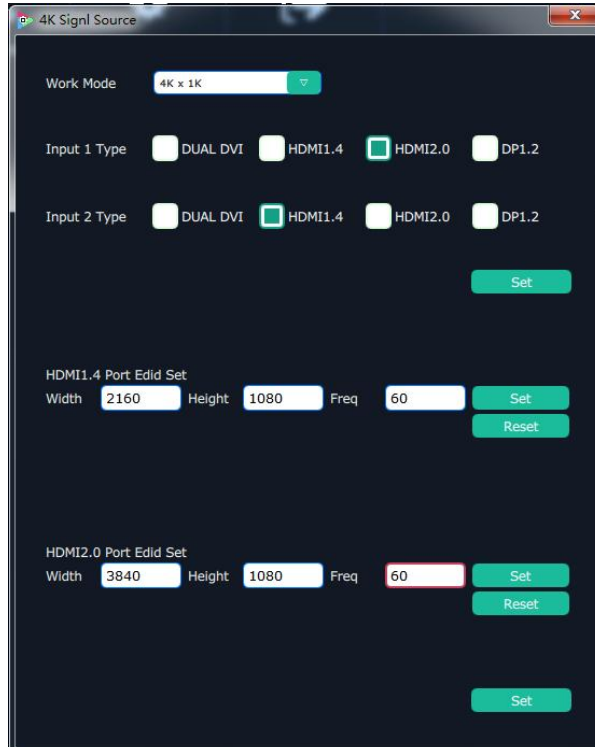 4K Signl Source
x
Work Mode 4K x 1K
Input 1 Type DUAL DVI HDMI1.4 HDMI2.0 DP1.2
Input 2 Type DUAL DVI HDMI1.4 HDMI2.0 DP1.2
Set
HDMI1.4 Port Edid Set
Width 2160 Height 1080 Freq 60 Set
Reset
HDMI2.0 Port Edid Set
Width 3840 Height 1080 Freq 60 Set
Reset
Set